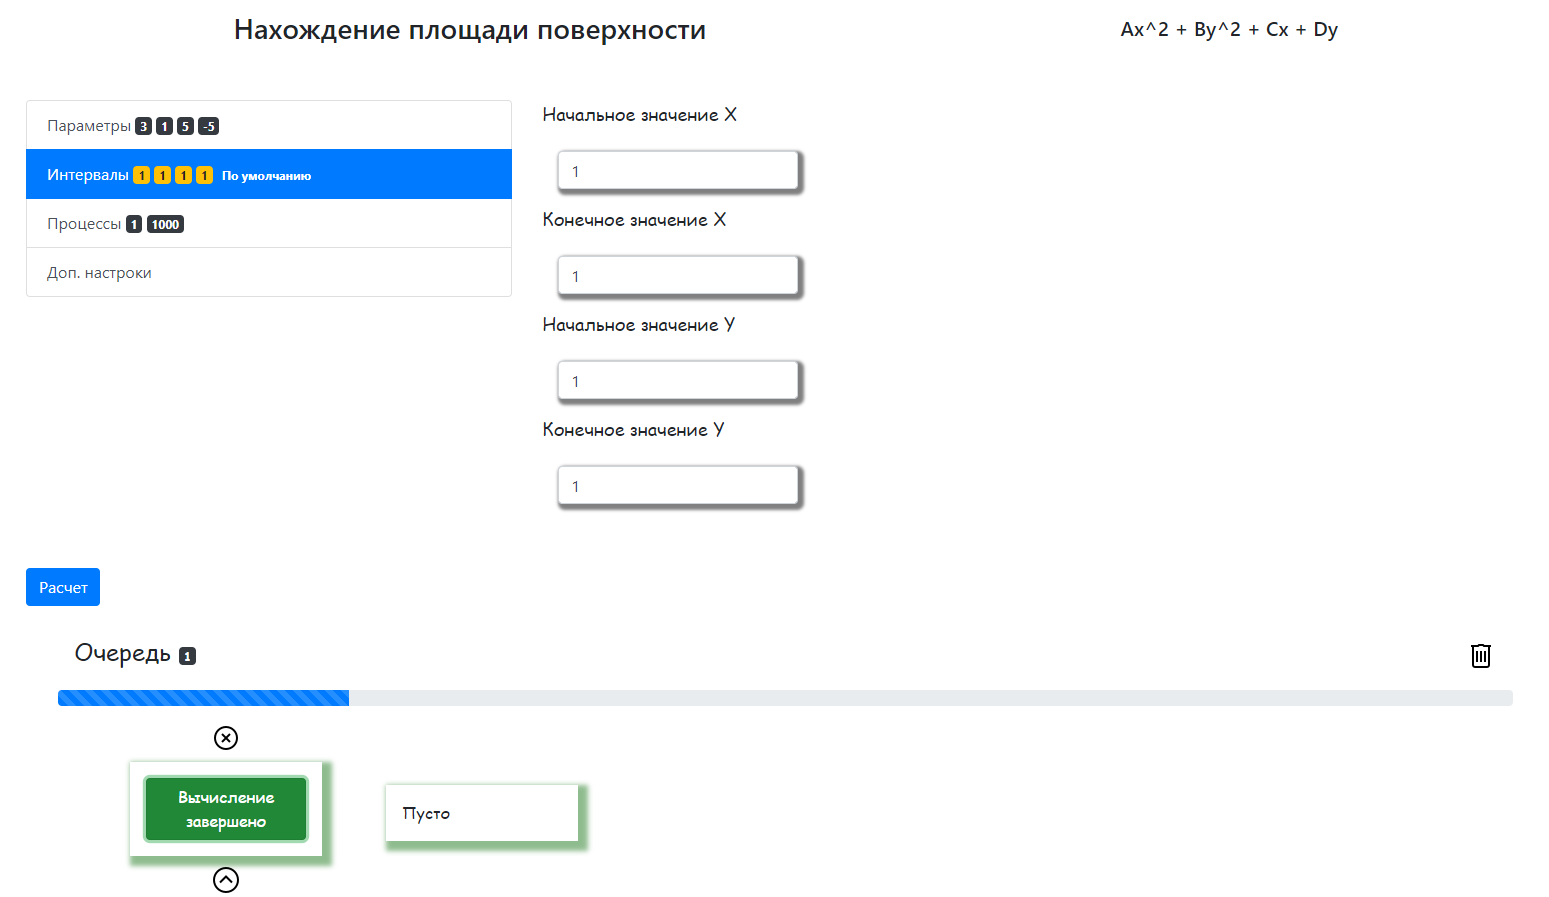 Нахождение площади поверхности
Ax^2 + By^2 + Cx + Dy
Параметры 3 1 5 -5
Интервалы 1 1 1 1 По умолчанию
Процессы 1 1000
Доп. настроки
Начальное значение X
1
Конечное значение X
1
Начальное значение Y
1
Конечное значение Y
1
Расчет
Очередь 1
Вычисление
завершено
Пусто